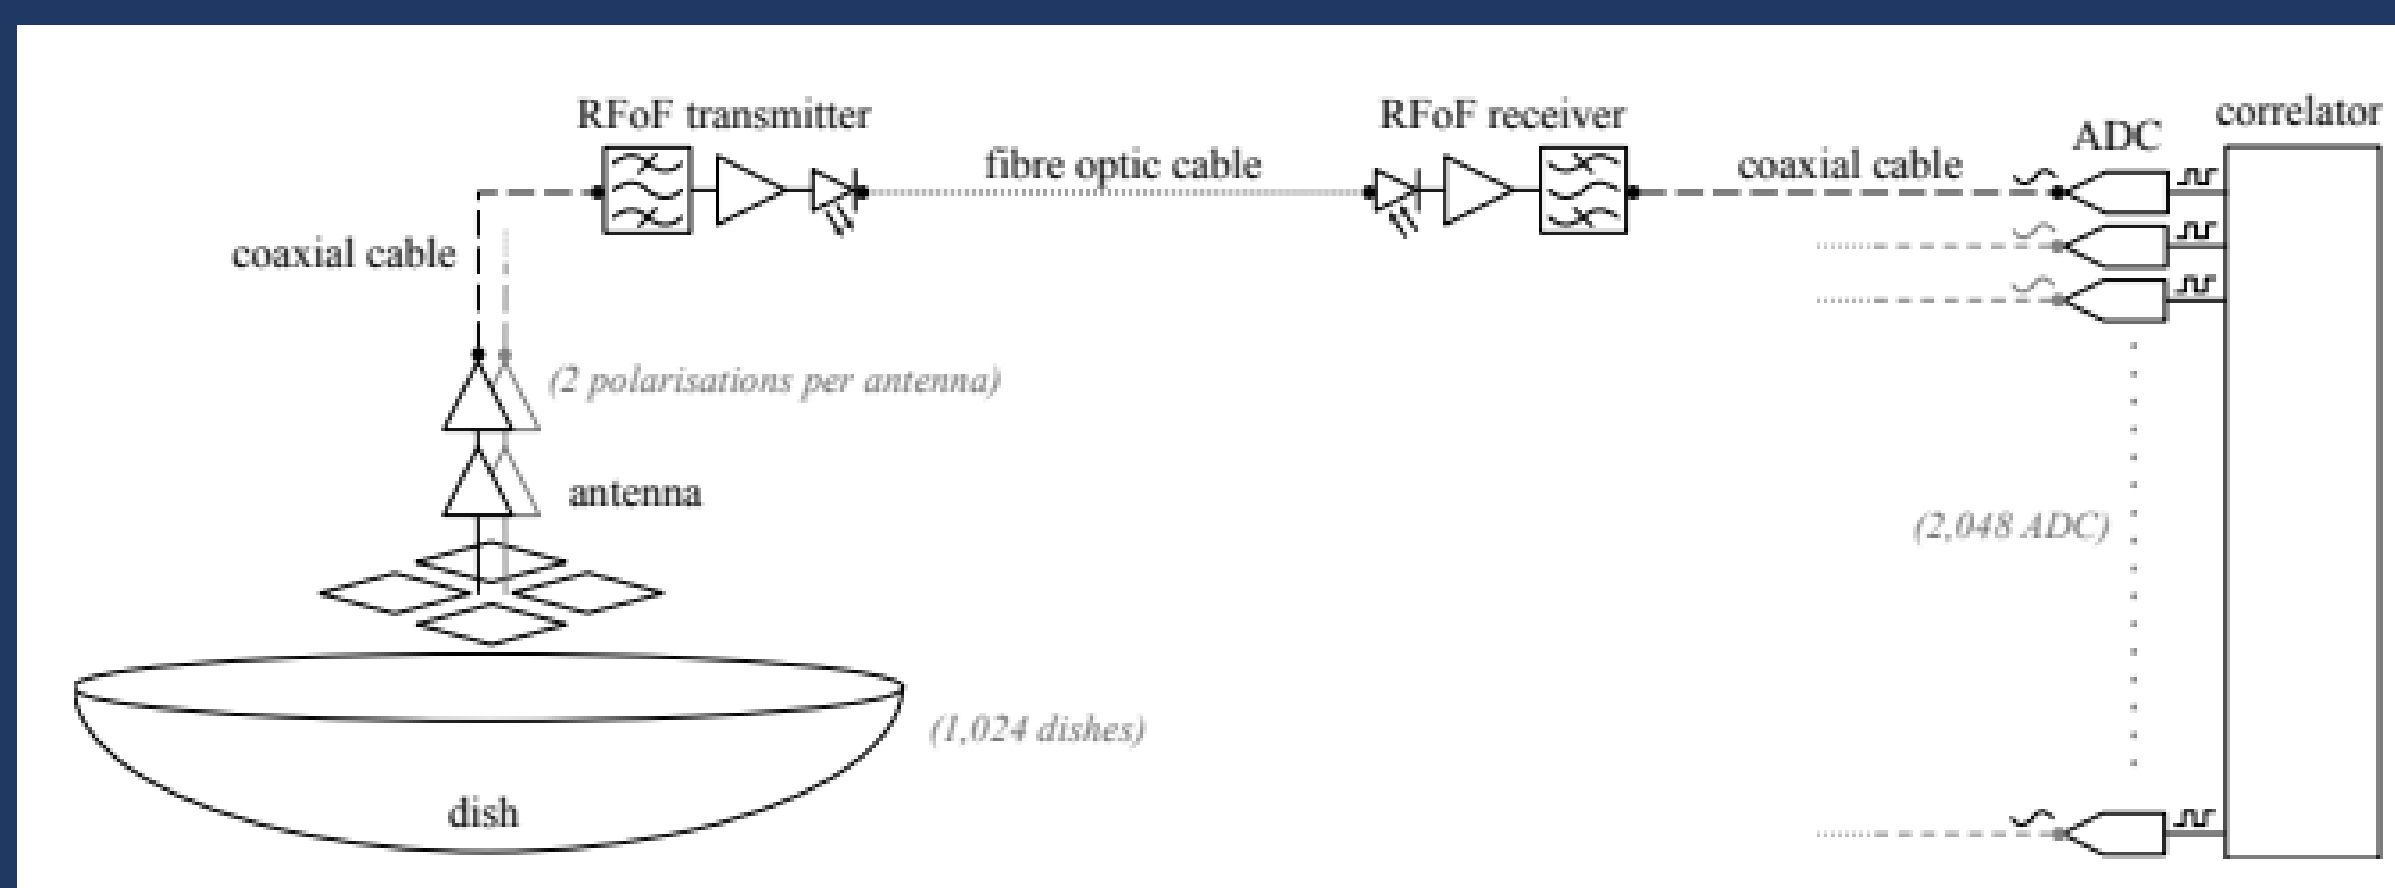 RFoF transmitter
RFoF receiver
correlator
ADC
fibre optic cable
coaxial cable
coaxial cable
(2 polarisations per antenna)
antenna
(2,048 ADC)
(1,024 dishes)
dish